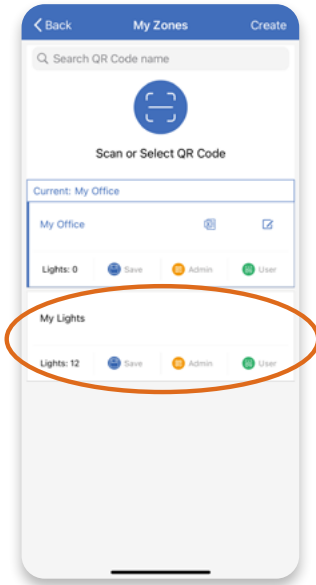 Back My Zones Create
Search QR Code name
Scan or Select QR Code
Current: My Office
My Office
Lights: 0 Save Admin User
My Lights
Lights: 12 Save Admin User